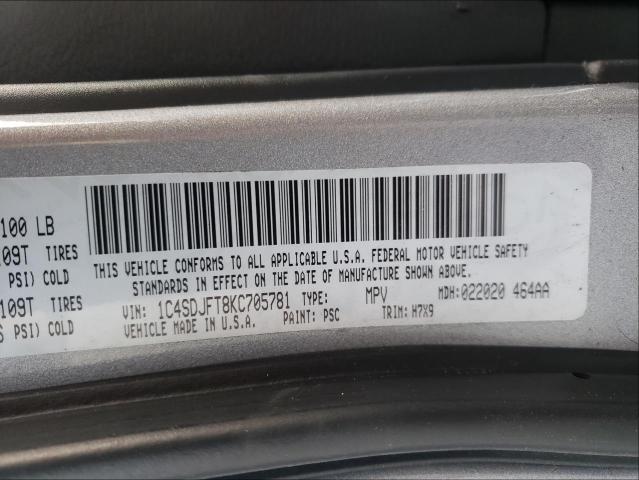 100 LB
109T TIRES
PSI) COLD
109T TIRES
PSI) COLD
THIS VEHICLE CONFORMS TO ALL APPLICABLE U.S.A. FEDERAL MOTOR VEHICLE SAFETY
STANDARDS IN EFFECT ON THE DATE OF MANUFACTURE SHOWN ABOVE.
VIN: 1C4SDJFT8KC705781 TYPE: MPV MDH:022020 464AA
VEHICLE MADE IN U.S.A. PAINT: PSC TRIM: H7X9